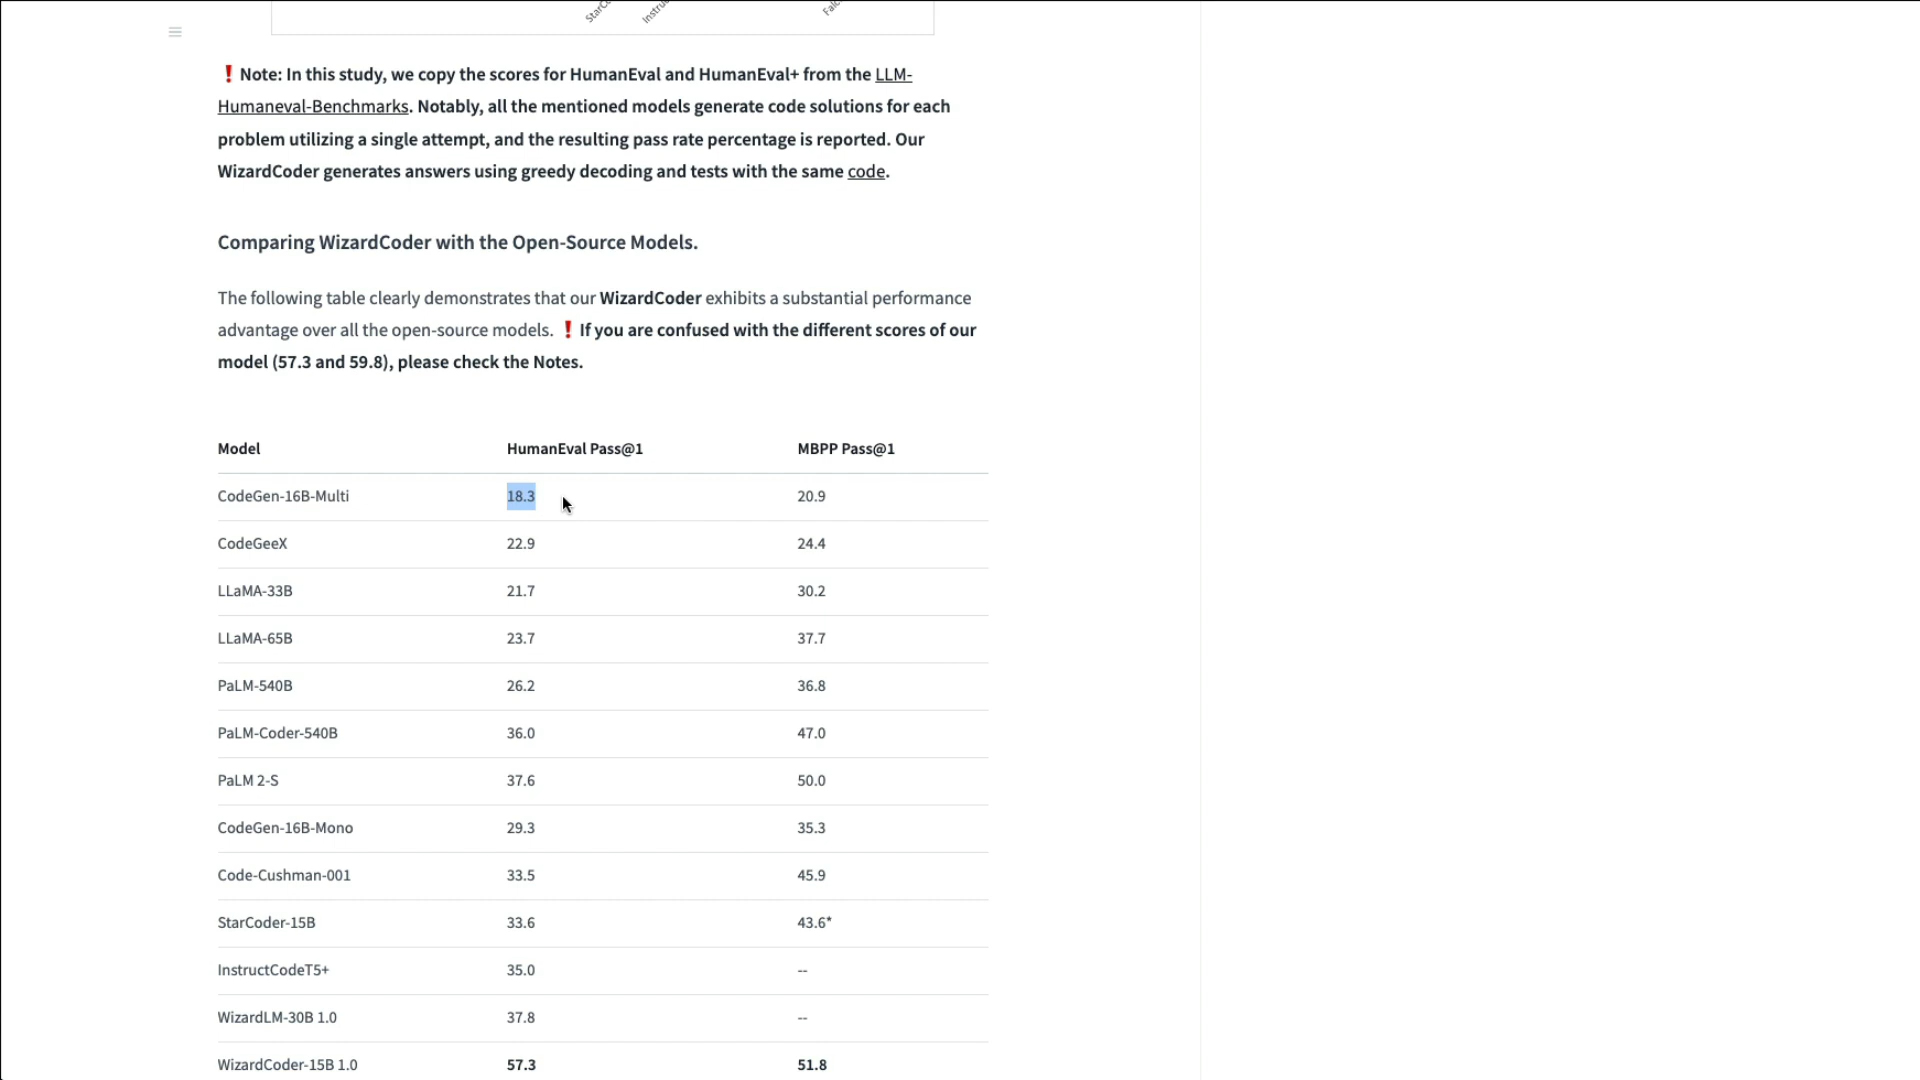 ❗Note: In this study, we copy the scores for HumanEval and HumanEval+ from the LLM-
Humaneval-Benchmarks. Notably, all the mentioned models generate code solutions for each
problem utilizing a single attempt, and the resulting pass rate percentage is reported. Our
WizardCoder generates answers using greedy decoding and tests with the same code.
Comparing WizardCoder with the Open-Source Models.
The following table clearly demonstrates that our WizardCoder exhibits a substantial performance
advantage over all the open-source models. ❗If you are confused with the different scores of our
model (57.3 and 59.8), please check the Notes.
Model HumanEval Pass@1 MBPP Pass@1
CodeGen-16B-Multi 18.3 20.9
CodeGeeX 22.9 24.4
LLaMA-33B 21.7 30.2
LLaMA-65B 23.7 37.7
PaLM-540B 26.2 36.8
PaLM-Coder-540B 36.0 47.0
PaLM 2-S 37.6 50.0
CodeGen-16B-Mono 29.3 35.3
Code-Cushman-001 33.5 45.9
StarCoder-15B 33.6 43.6*
InstructCodeT5+ 35.0 --
WizardLM-30B 1.0 37.8 --
WizardCoder-15B 1.0 57.3 51.8